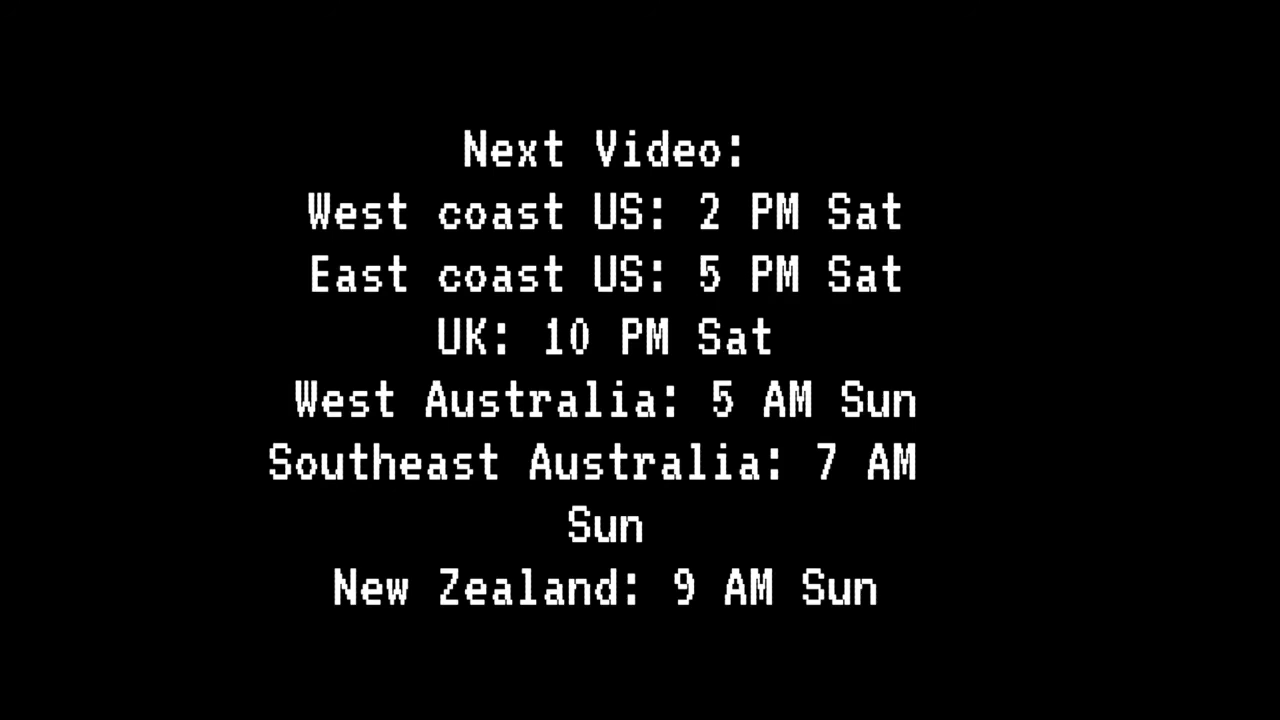 Next Video:
West coast US: 2 PM Sat
East coast US: 5 PM Sat
UK: 10 PM Sat
West Australia: 5 AM Sun
Southeast Australia: 7 AM
Sun
New Zealand: 9 AM Sun